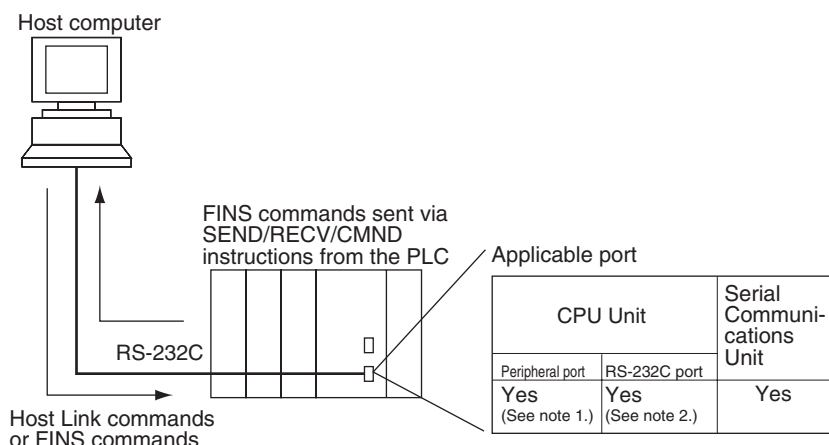 Host computer
FINS commands sent via
SEND/RECV/CMND
instructions from the PLC
Applicable port
RS-232C
Host Link commands
or FINS commands
CPU Unit
Serial
Communi-
cations
Unit
Peripheral port
RS-232C port
Yes
(See note 1.)
Yes
(See note 2.)
Yes